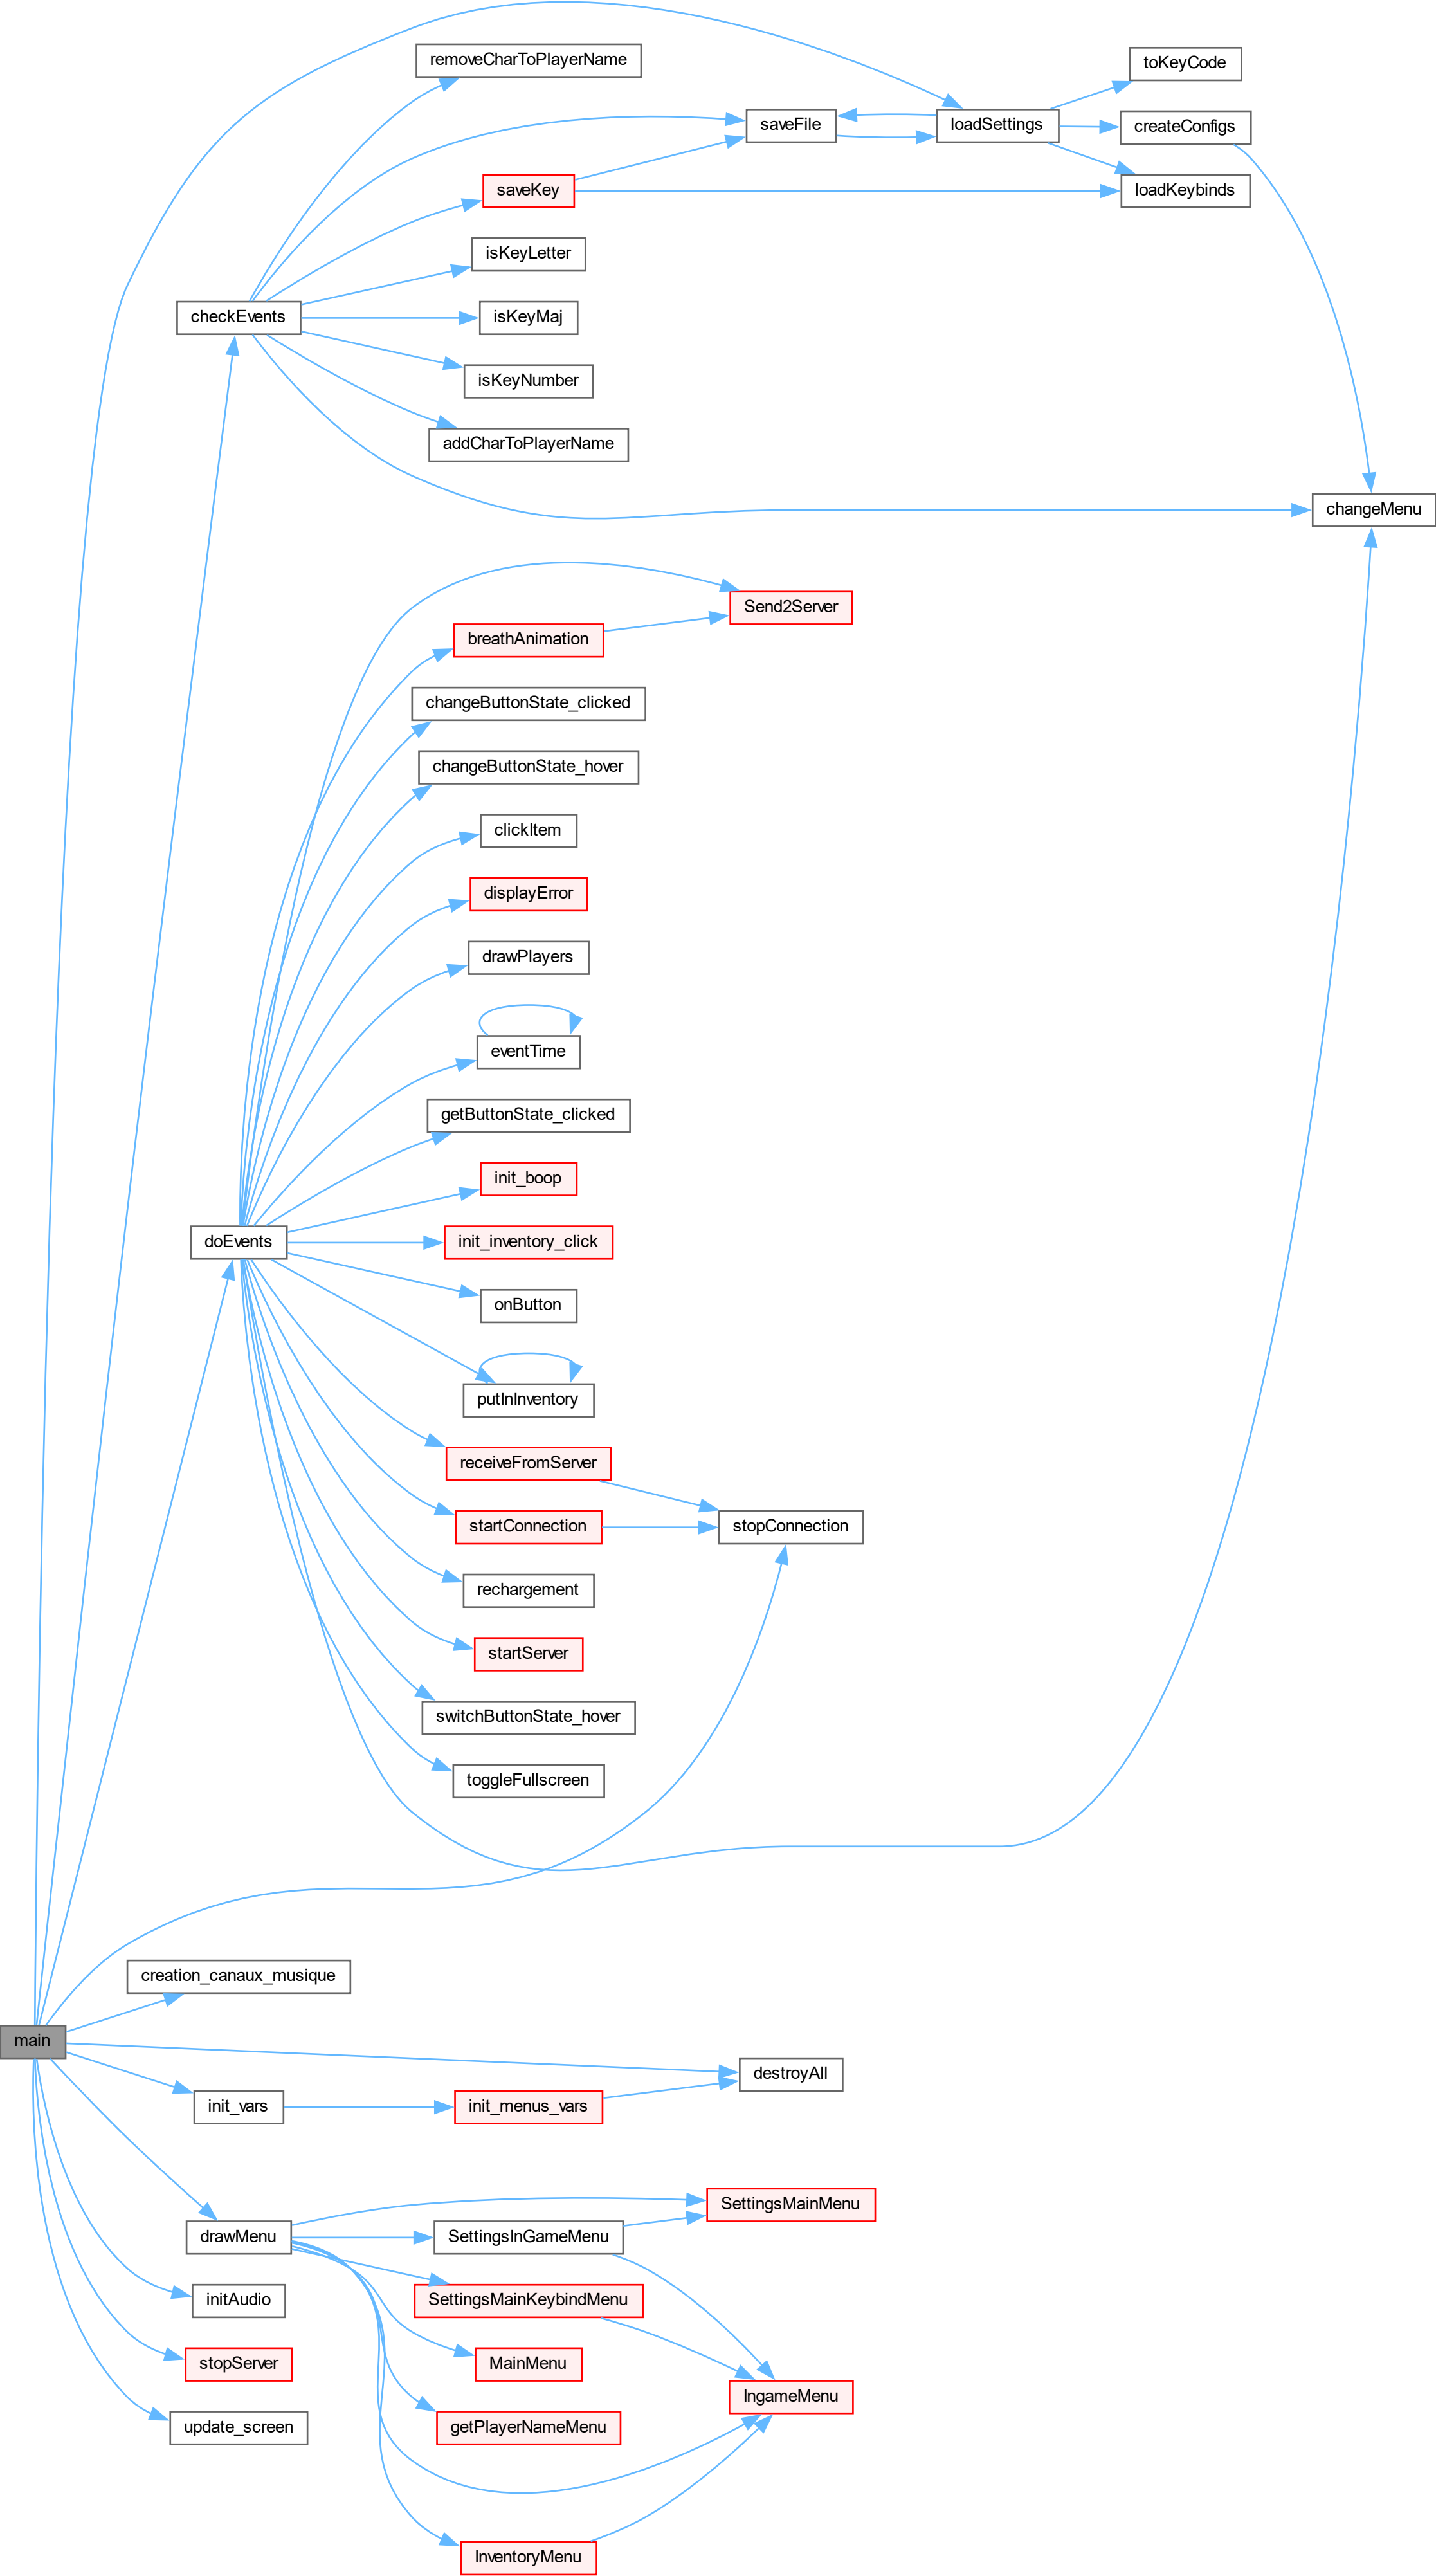 removeCharToPlayerName
toKeyCode
saveFile
loadSettings
createConfigs
saveKey
loadKeybinds
isKeyLetter
checkEvents
isKeyMaj
isKeyNumber
addCharToPlayerName
changeMenu
Send2Server
breathAnimation
changeButtonState_clicked
changeButtonState_hover
clickItem
displayError
drawPlayers
eventTime
getButtonState_clicked
init_boop
doEvents
init_inventory_click
onButton
putInInventory
receiveFromServer
startConnection
stopConnection
rechargement
startServer
switchButtonState_hover
toggleFullscreen
creation_canaux_musique
main
destroyAll
init_vars
init_menus_vars
SettingsMainMenu
drawMenu
SettingsInGameMenu
initAudio
SettingsMainKeybindMenu
stopServer
MainMenu
IngameMenu
update_screen
getPlayerNameMenu
InventoryMenu